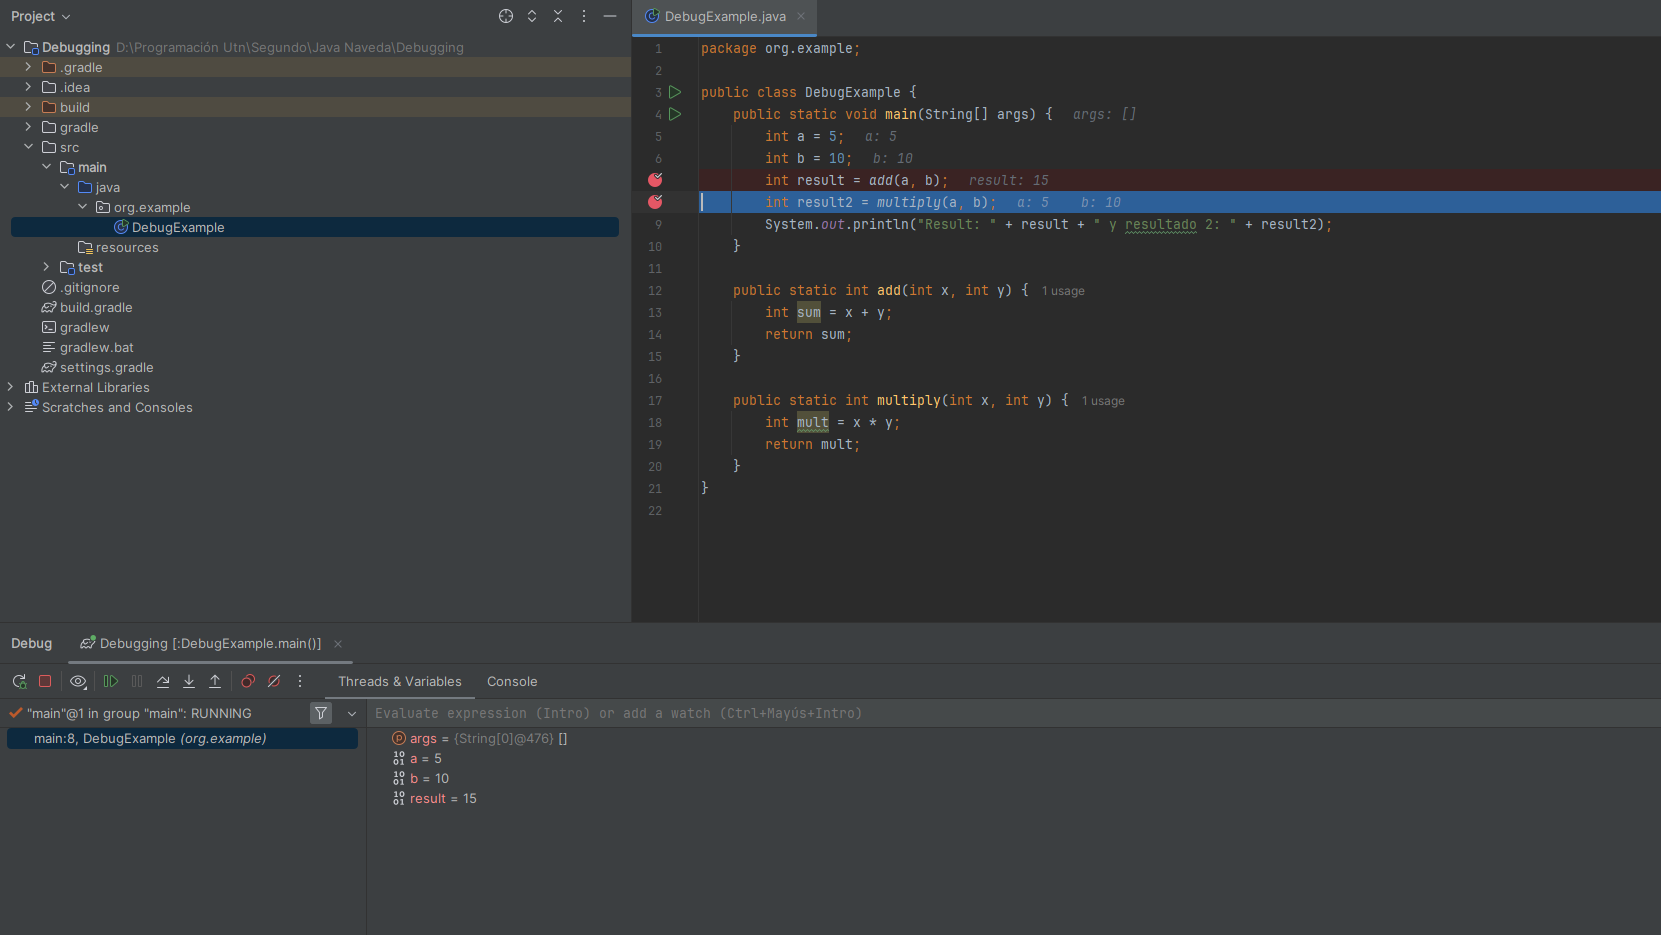 Project
Debugging D:\Programación Utn\Segundo\Java Naveda\Debugging
.gradle
.idea
build
gradle
src
main
java
org.example
DebugExample
resources
test
.gitignore
build.gradle
gradlew
gradlew.bat
settings.gradle
External Libraries
Scratches and Consoles
DebugExample.java
1 package org.example;
2
3 public class DebugExample {
4 public static void main(String[] args) { args: []
5 int a = 5; a: 5
6 int b = 10; b: 10
int result = add(a, b); result: 15
int result2 = multiply(a, b); a: 5 b: 10
9 System.out.println("Result: " + result + " y resultado 2: " + result2);
10 }
11
12 public static int add(int x, int y) { 1 usage
13 int sum = x + y;
14 return sum;
15 }
16
17 public static int multiply(int x, int y) { 1 usage
18 int mult = x * y;
19 return mult;
20 }
21 }
22
Debug Debugging [:DebugExample.main()]
Threads & Variables Console
"main"@1 in group "main": RUNNING
main:8, DebugExample (org.example)
Evaluate expression (Intro) or add a watch (Ctrl+Mayús+Intro)
args = {String[0]@476} []
a = 5
b = 10
result = 15